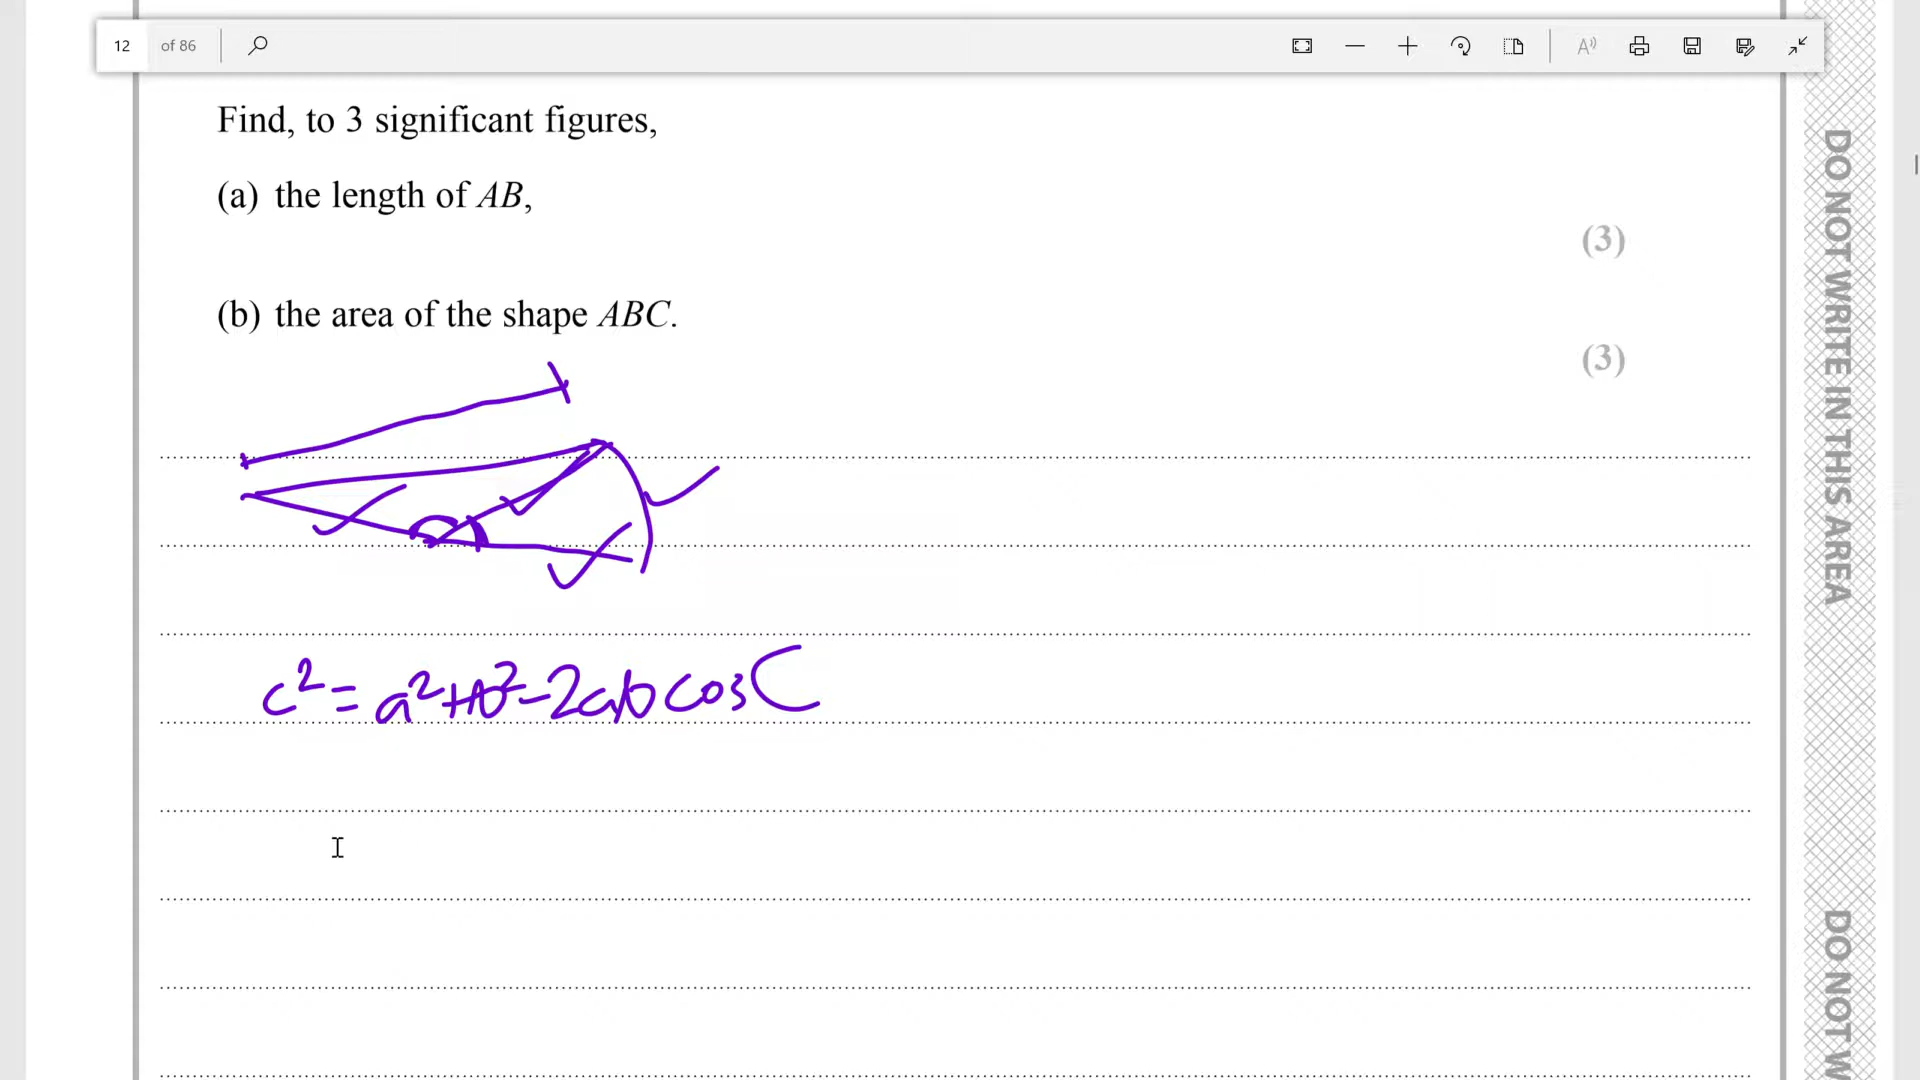 12 of 86
Find, to 3 significant figures,
(a) the length of AB,
(3)
(b) the area of the shape ABC.
(3)
c² = a² + b² - 2ab cos C
DO NOT WRITE IN THIS AREA
DO NOT W